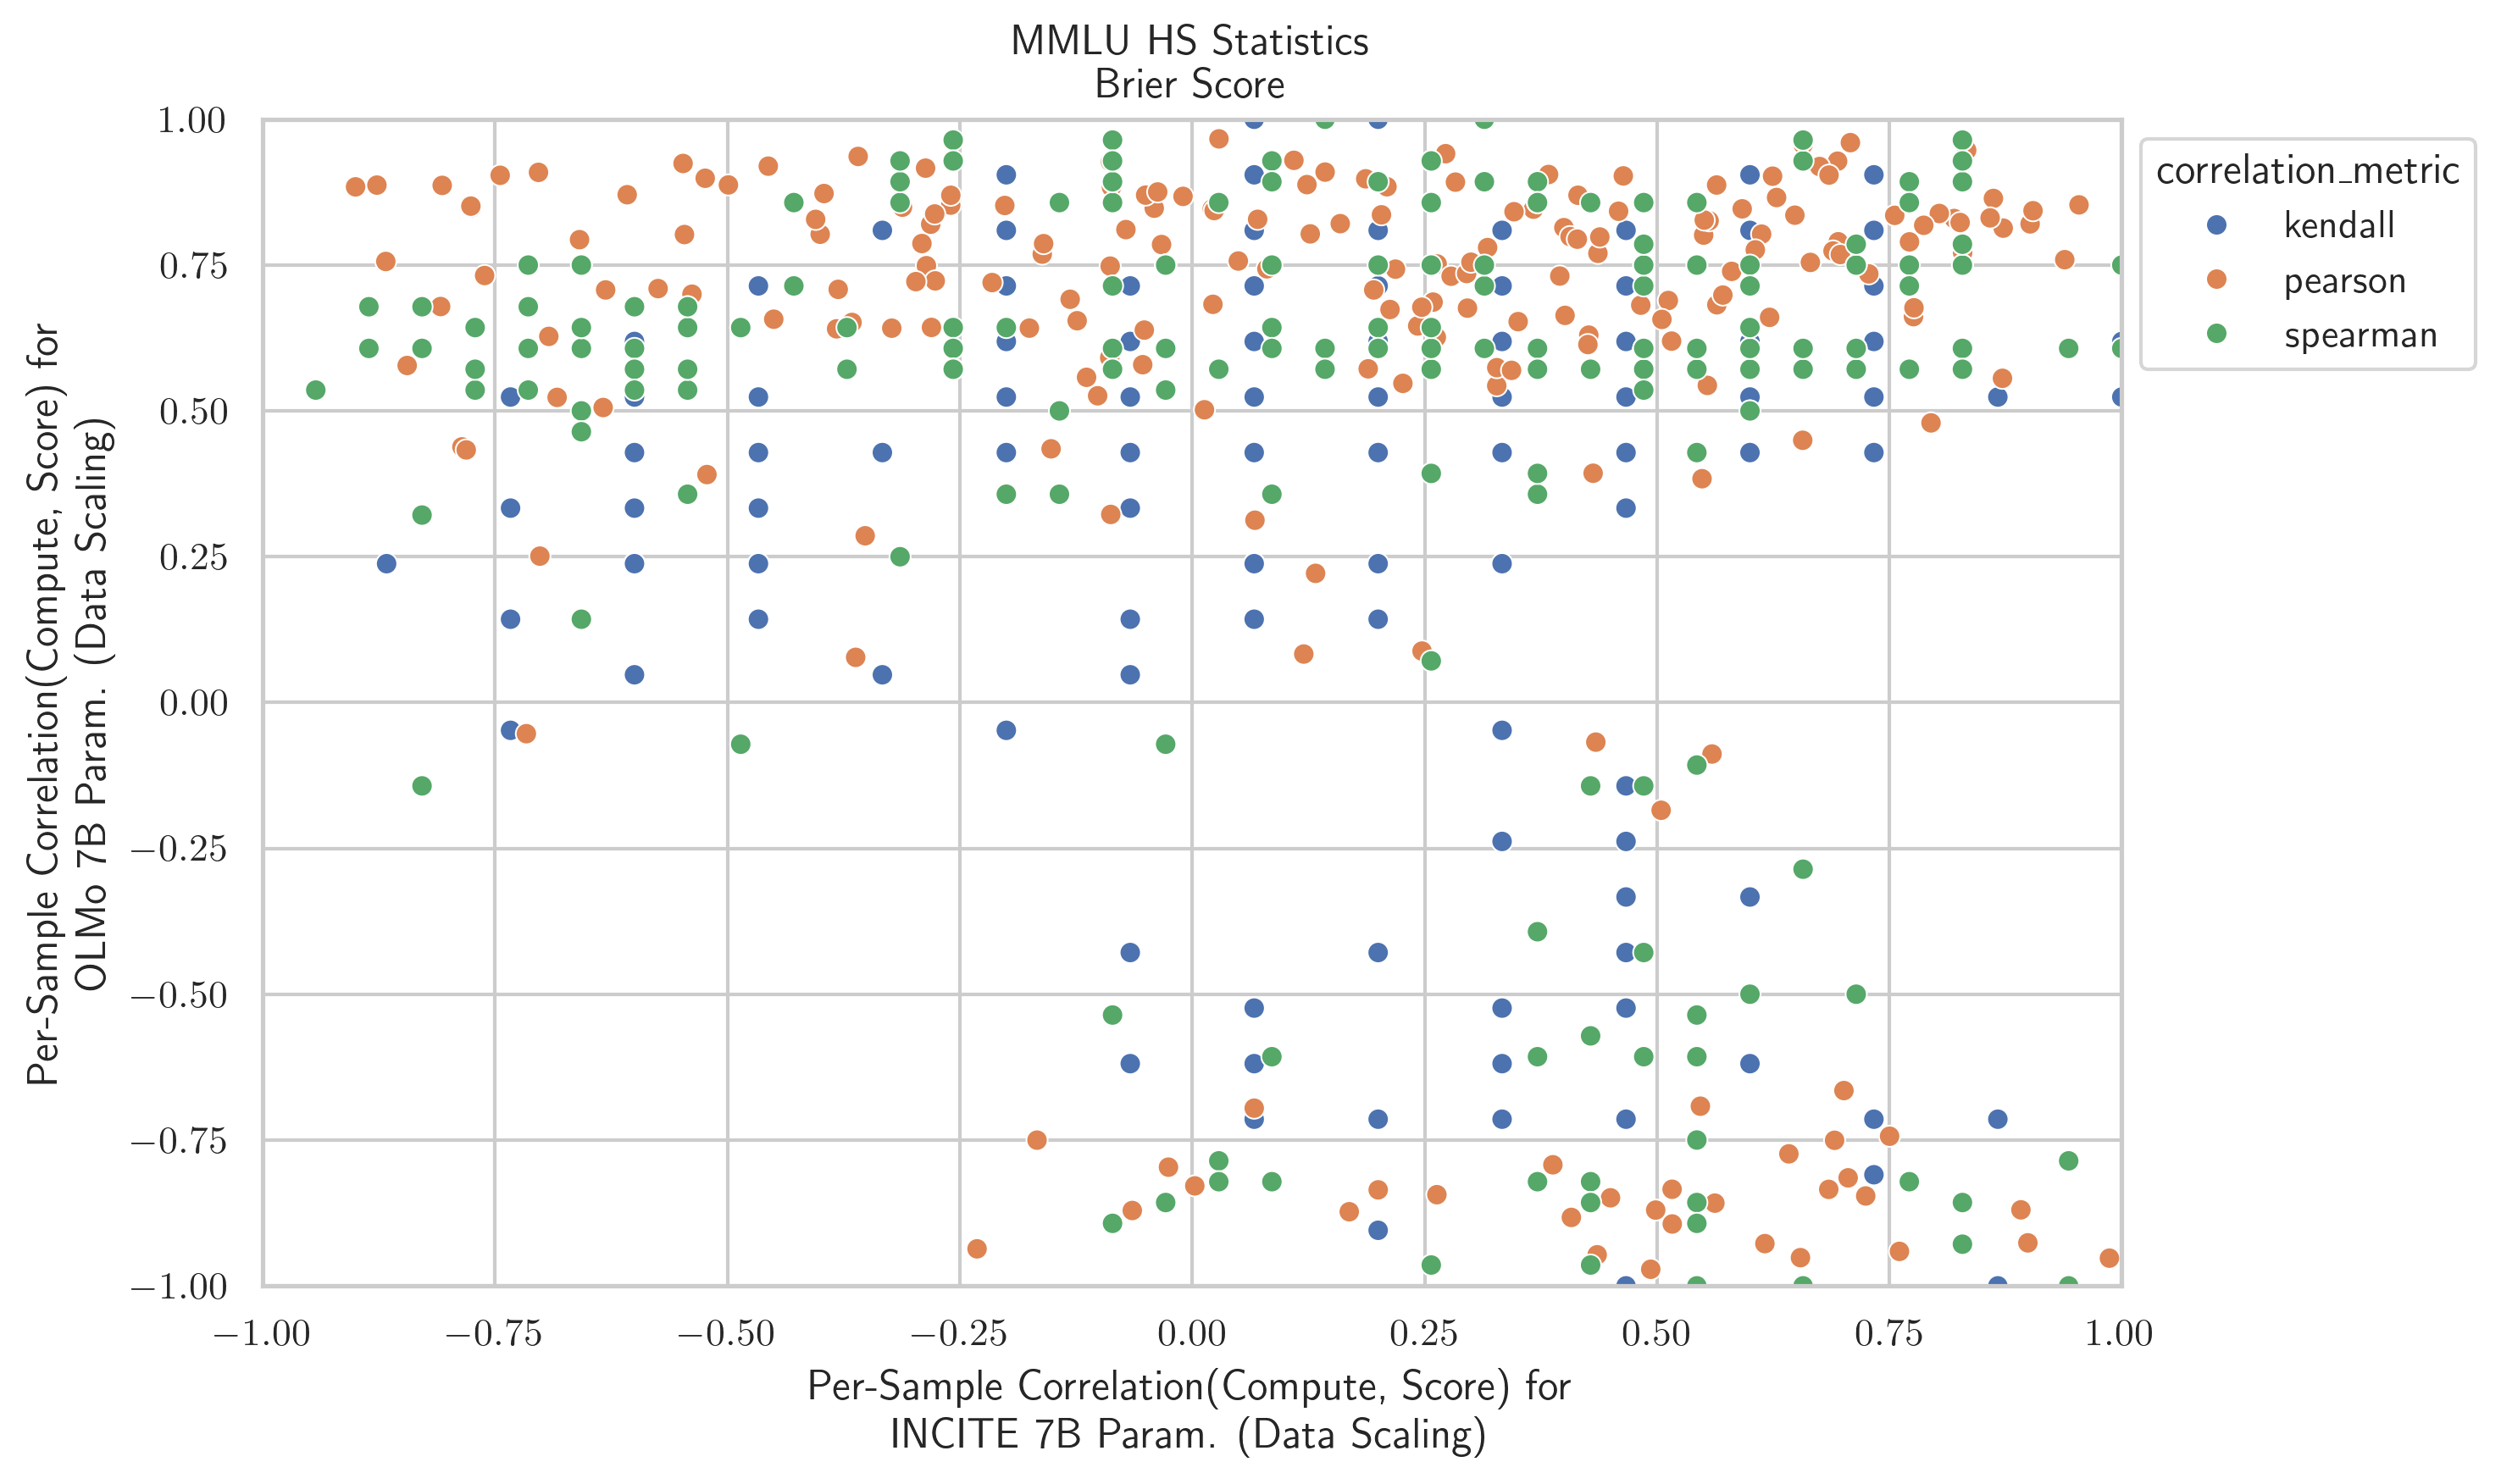 MMLU HS Statistics
Brier Score
Per-Sample Correlation(Compute, Score) for
OLMo 7B Param. (Data Scaling)
1.00
0.75
0.50
0.25
0.00
−0.25
−0.50
−0.75
−1.00
−1.00 −0.75 −0.50 −0.25 0.00 0.25 0.50 0.75 1.00
Per-Sample Correlation(Compute, Score) for
INCITE 7B Param. (Data Scaling)
correlation_metric
kendall
pearson
spearman